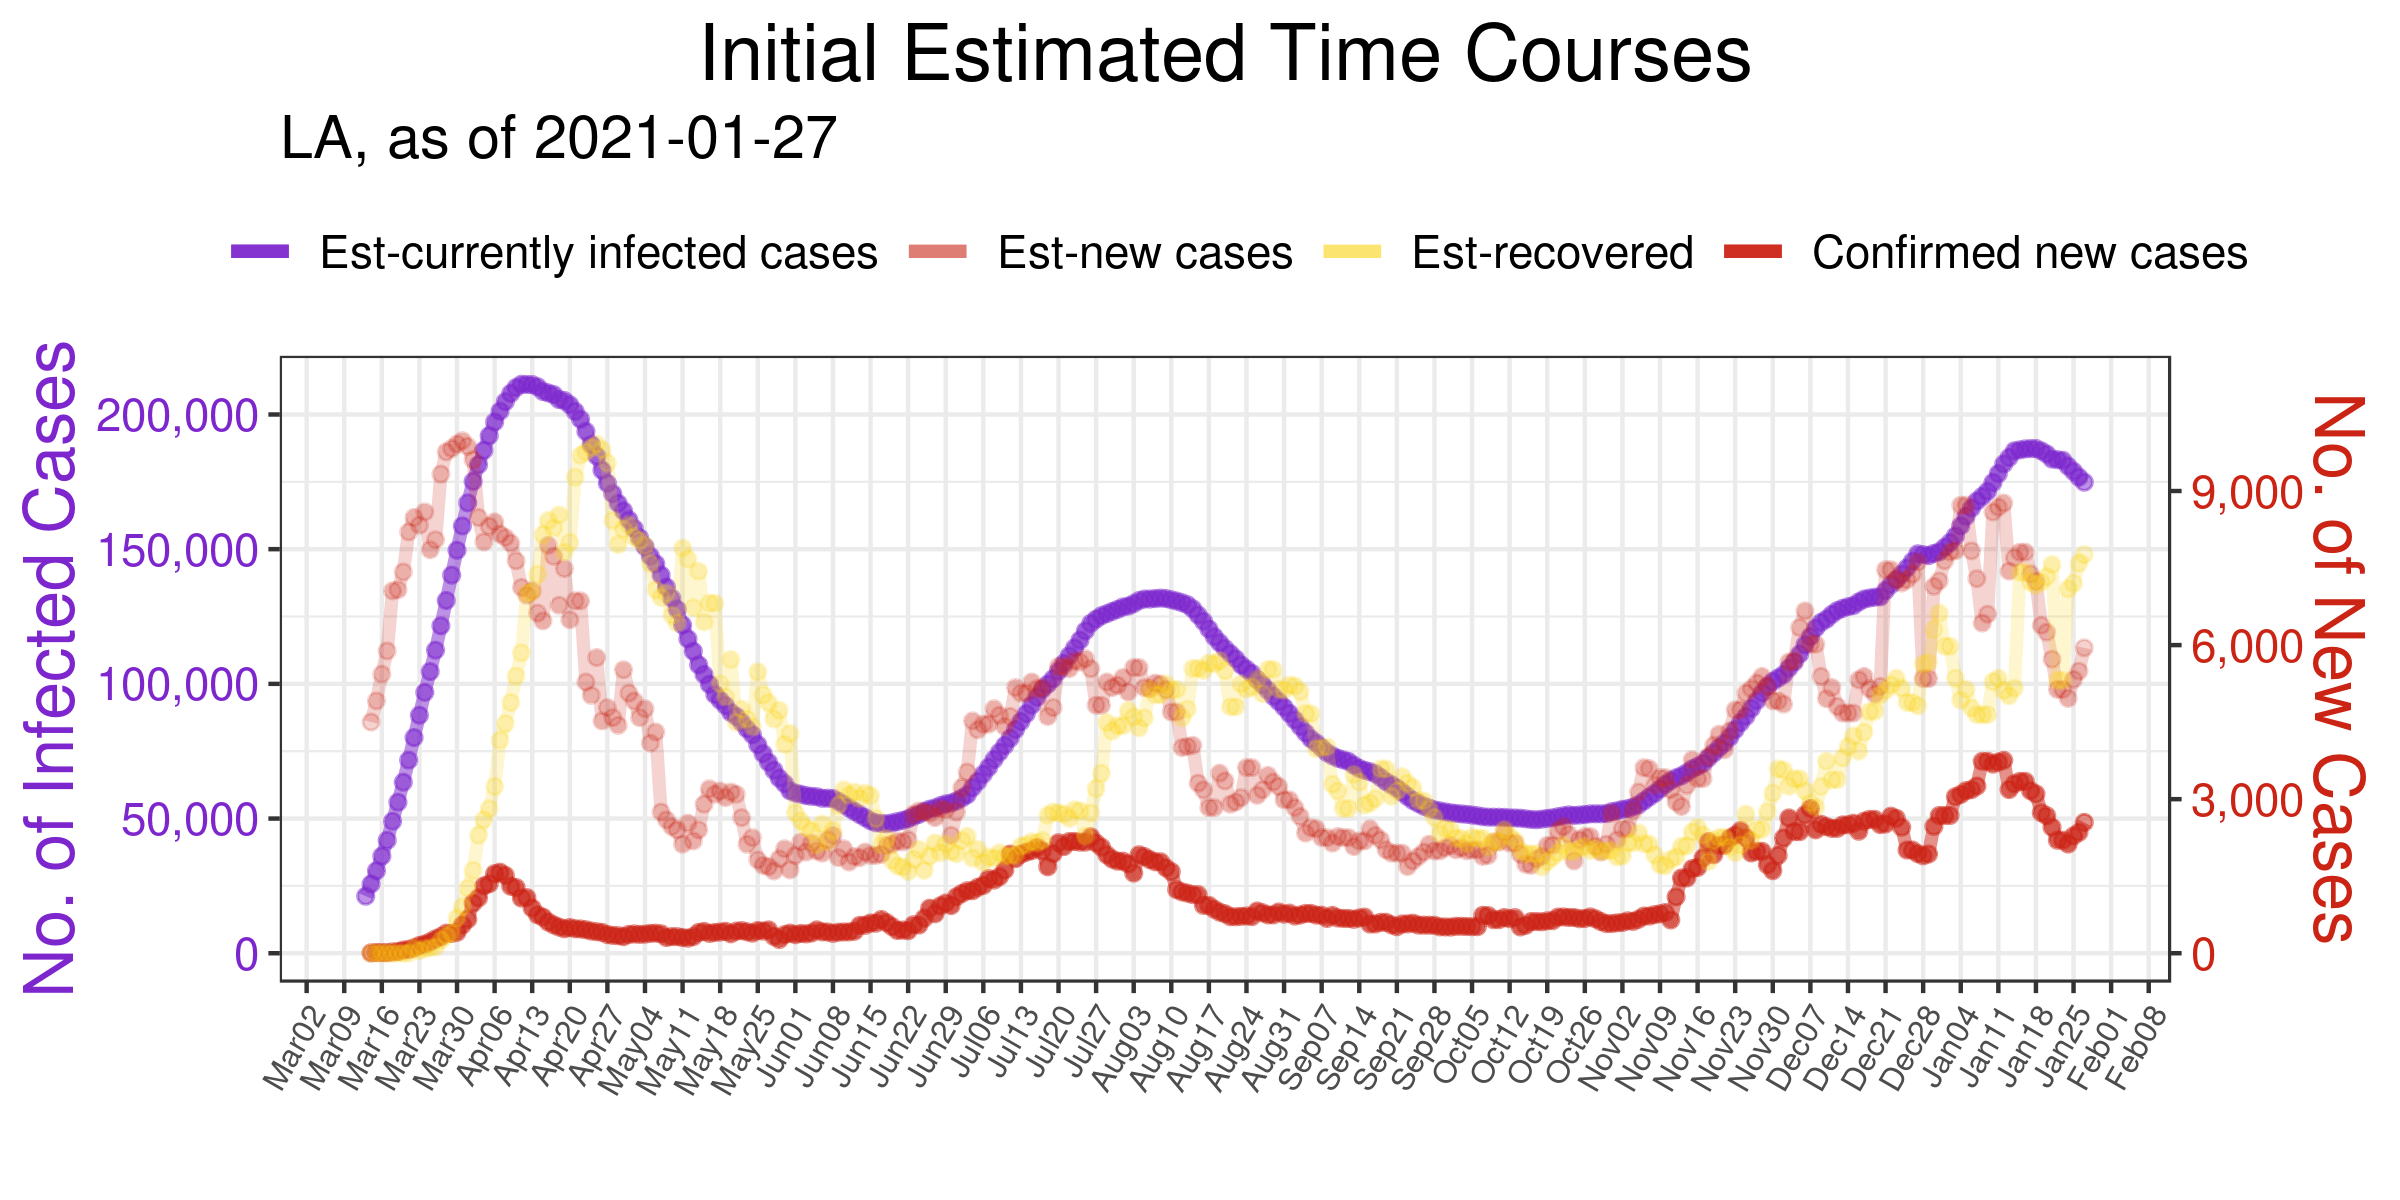 Initial Estimated Time Courses
LA, as of 2021-01-27
Est-currently infected cases Est-new cases Est-recovered Confirmed new cases
No. of Infected Cases
200,000
150,000
100,000
50,000
0
9,000
6,000
3,000
0
No. of New Cases
Mar02 Mar09 Mar16 Mar23 Mar30 Apr06 Apr13 Apr20 Apr27 May04 May11 May18 May25 Jun01 Jun08 Jun15 Jun22 Jun29 Jul06 Jul13 Jul20 Jul27 Aug03 Aug10 Aug17 Aug24 Aug31 Sep07 Sep14 Sep21 Sep28 Oct05 Oct12 Oct19 Oct26 Nov02 Nov09 Nov16 Nov23 Nov30 Dec07 Dec14 Dec21 Dec28 Jan04 Jan11 Jan18 Jan25 Feb01 Feb08